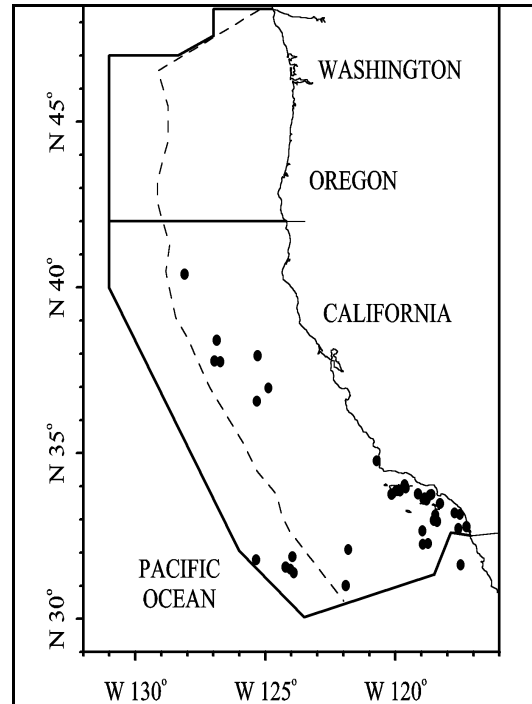 WASHINGTON
N 45°
OREGON
N 40°
CALIFORNIA
N 35°
PACIFIC
OCEAN
N 30°
W 130°
W 125°
W 120°